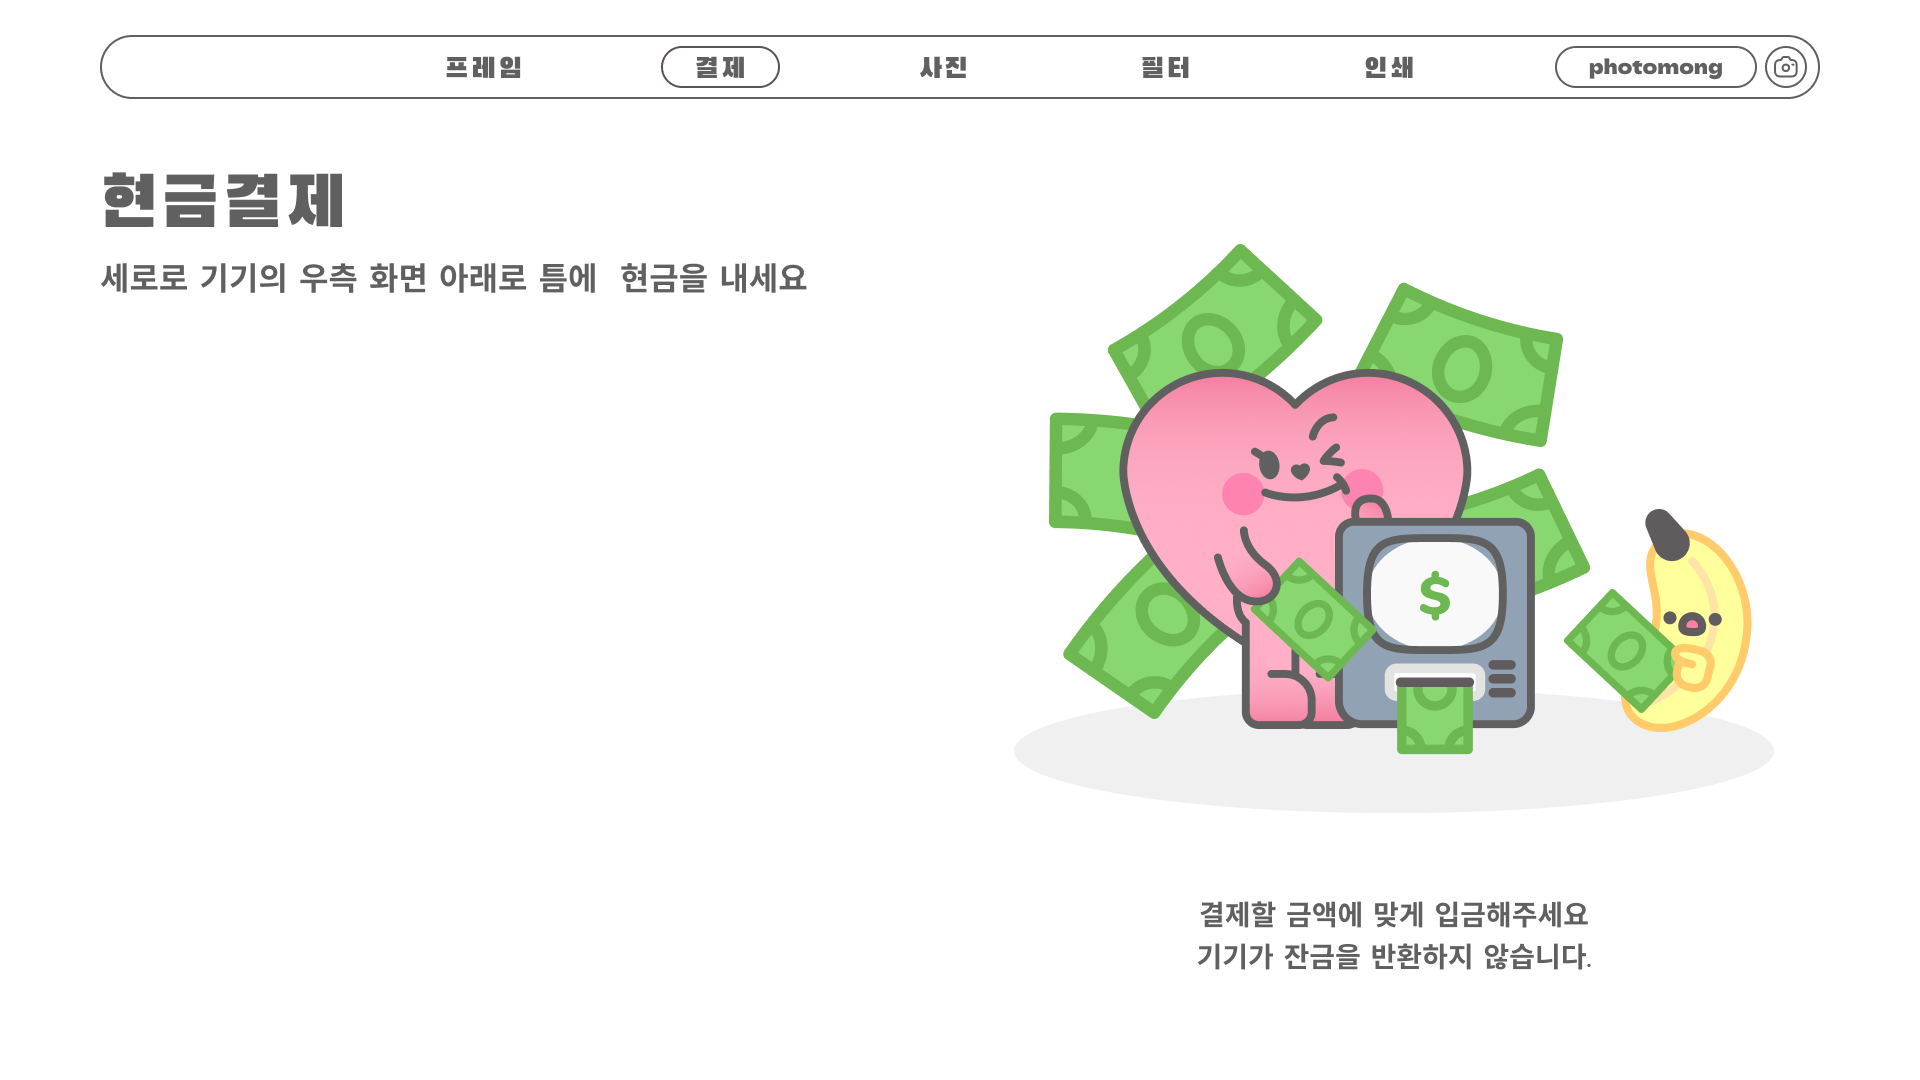 프레임
결제
사진
필터
인쇄
photomong
현금결제
세로로 기기의 우측 화면 아래로 틈에  현금을 내세요
$
결제할 금액에 맞게 입금해주세요
기기가 잔금을 반환하지 않습니다.